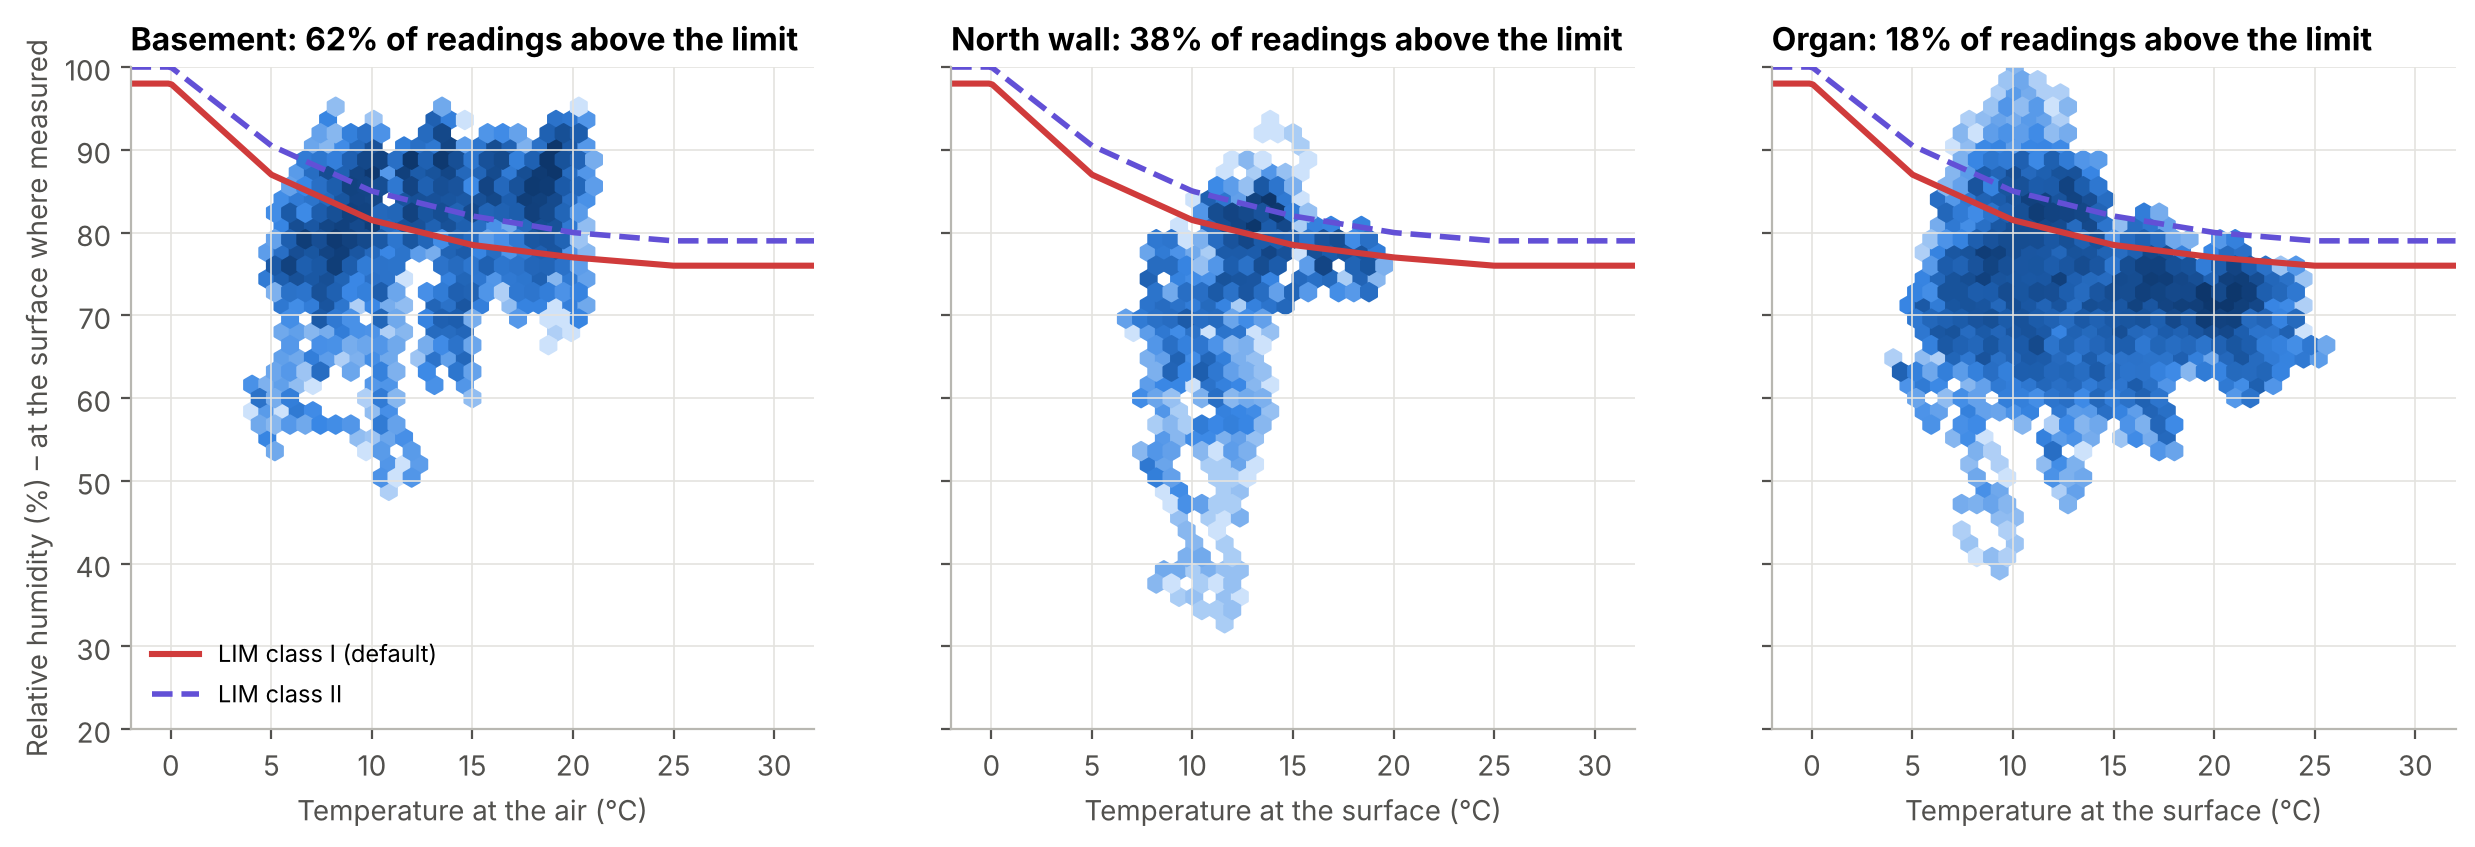 Basement: 62% of readings above the limit
North wall: 38% of readings above the limit
Organ: 18% of readings above the limit
Relative humidity (%) – at the surface where measured
100
90
80
70
60
50
40
30
20
LIM class I (default)
LIM class II
0 5 10 15 20 25 30
0 5 10 15 20 25 30
0 5 10 15 20 25 30
Temperature at the air (°C)
Temperature at the surface (°C)
Temperature at the surface (°C)